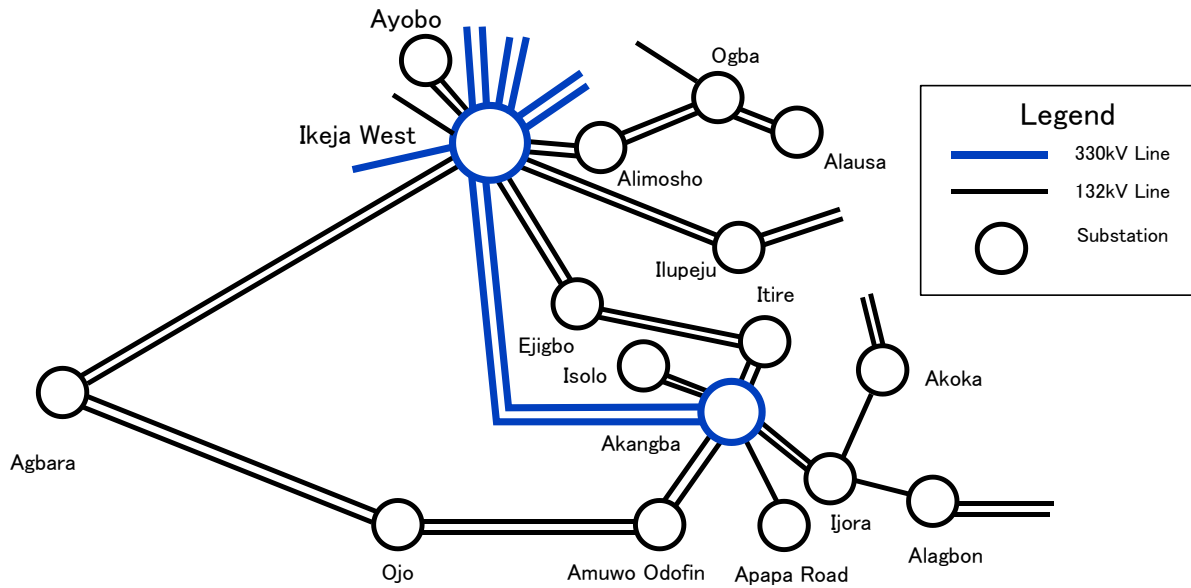 Ayobo
Ogba
Legend
Ikeja West
330kV Line
Alimosho
Alausa
132kV Line
Substation
Ilupeju
Itire
Ejigbo
Isolo
Akoka
Akangba
Agbara
Ijora
Ojo
Amuwo Odofin
Apapa Road
Alagbon